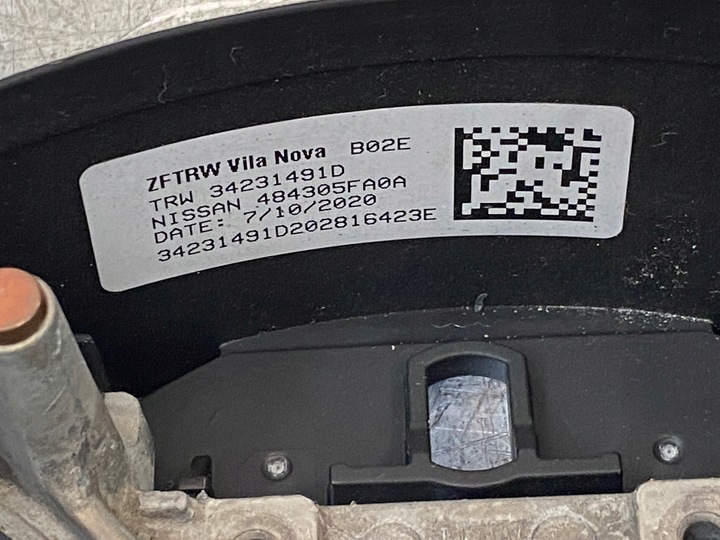 ZFTRW Vila Nova B02E
TRW 34231491D
NISSAN 484305FA0A
DATE: 7/10/2020
34231491D202816423E